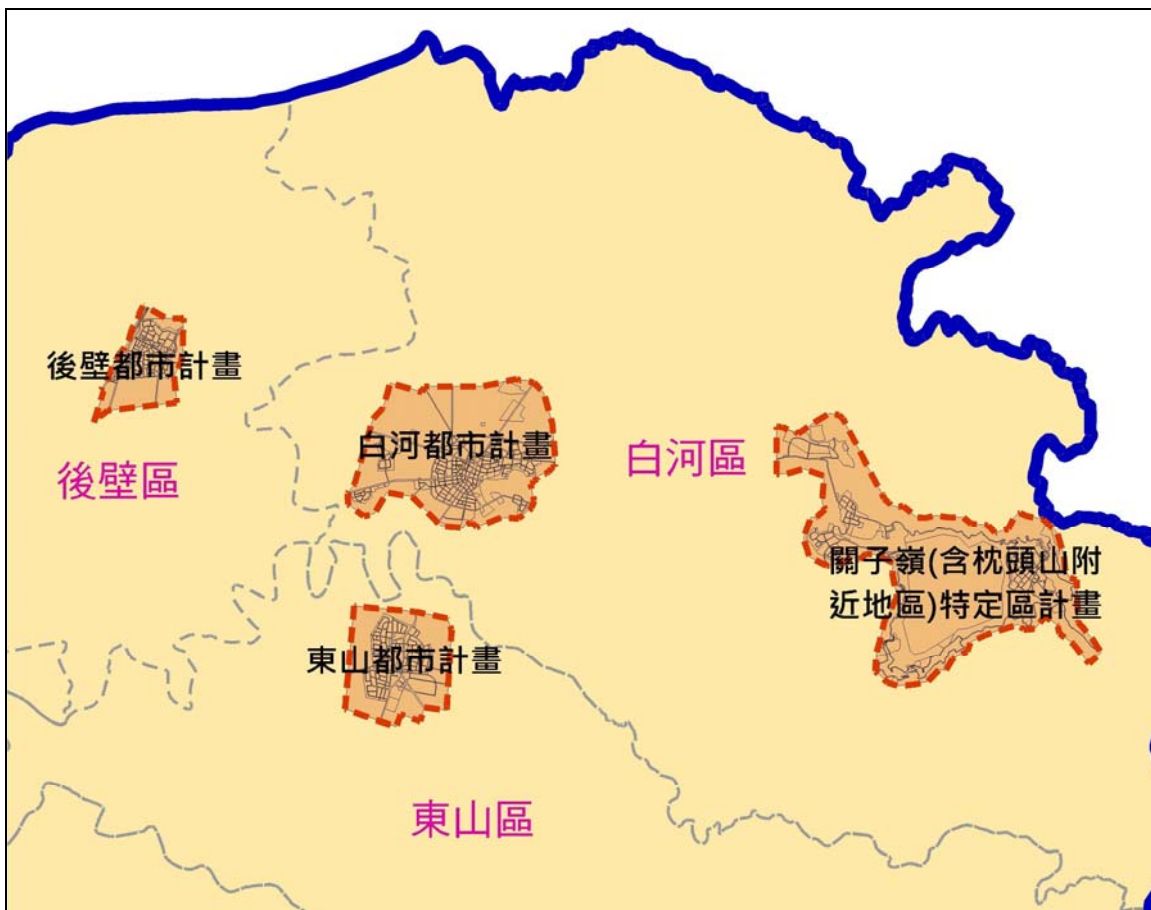 後壁都市計畫
白河都市計畫
白河區
後壁區
關子嶺(含枕頭山附
近地區)特定區計畫
東山都市計畫
東山區